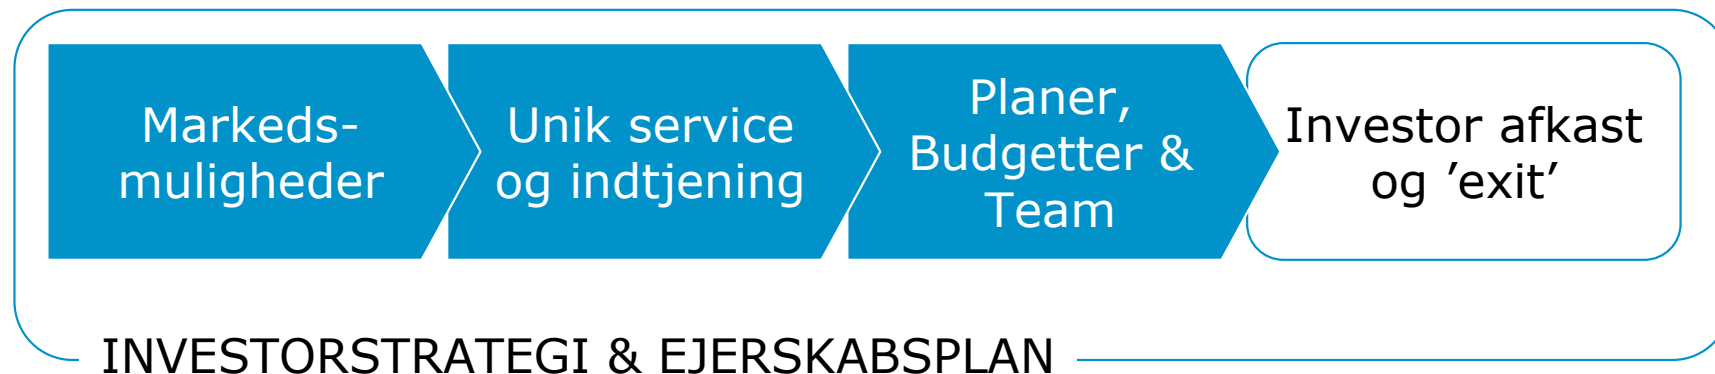 Markeds-
muligheder
Unik service
og indtjening
Planer,
Budgetter &
Team
Investor afkast
og ’exit’
INVESTORSTRATEGI & EJERSKABSPLAN